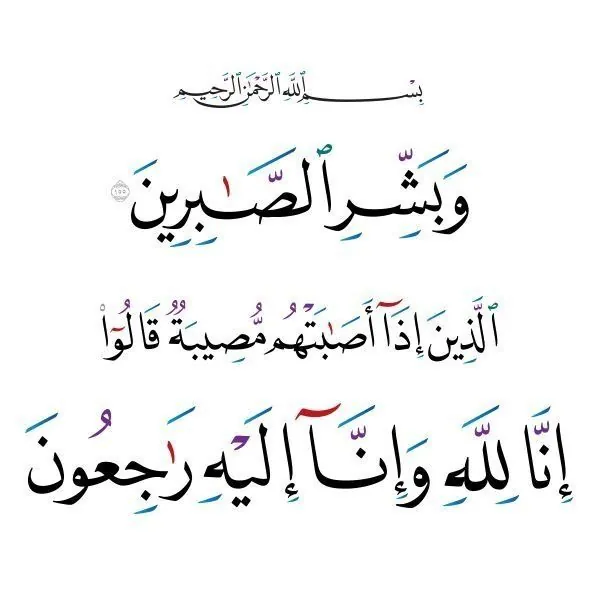 بِسْمِ ٱللَّهِ ٱلرَّحْمَٰنِ ٱلرَّحِيمِ
وَبَشِّرِ ٱلصَّٰبِرِينَ ١٥٥
ٱلَّذِينَ إِذَآ أَصَٰبَتْهُم مُّصِيبَةٌ قَالُوٓا۟
إِنَّا لِلَّهِ وَإِنَّآ إِلَيْهِ رَٰجِعُونَ